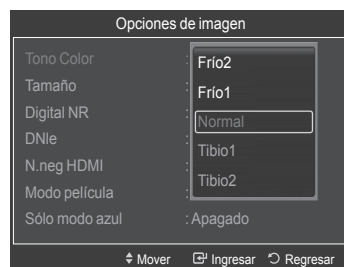 Opciones de imagen
Tono Color :
Frío2
Tamaño :
Frío1
Digital NR :
Normal
DNIe :
Tibio1
N.neg HDMI :
Tibio2
Modo película :
Sólo modo azul : Apagado
Mover Ingresar Regresar